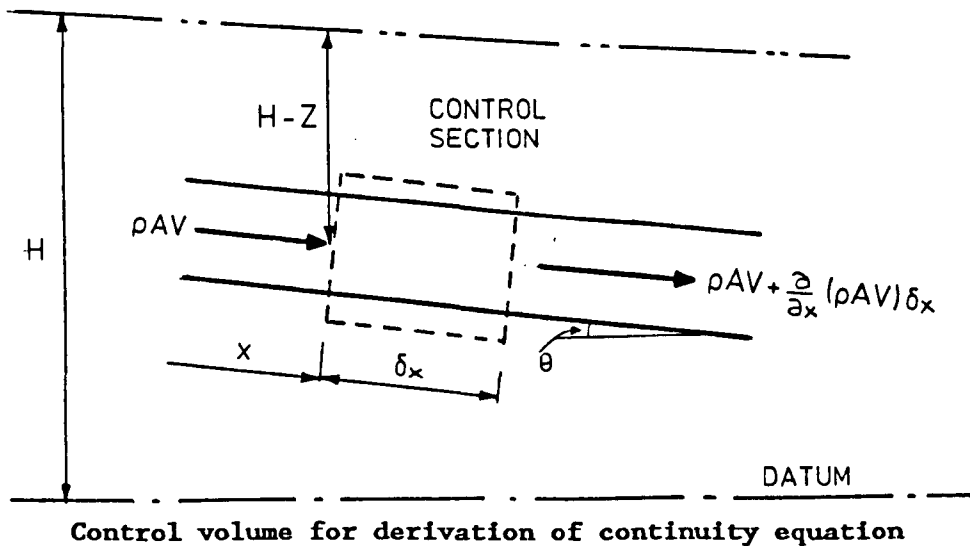 H-Z
CONTROL
SECTION
ρAV
H
ρAV + ∂/∂x (ρAV) δx
x
δx
θ
DATUM
Control volume for derivation of continuity equation